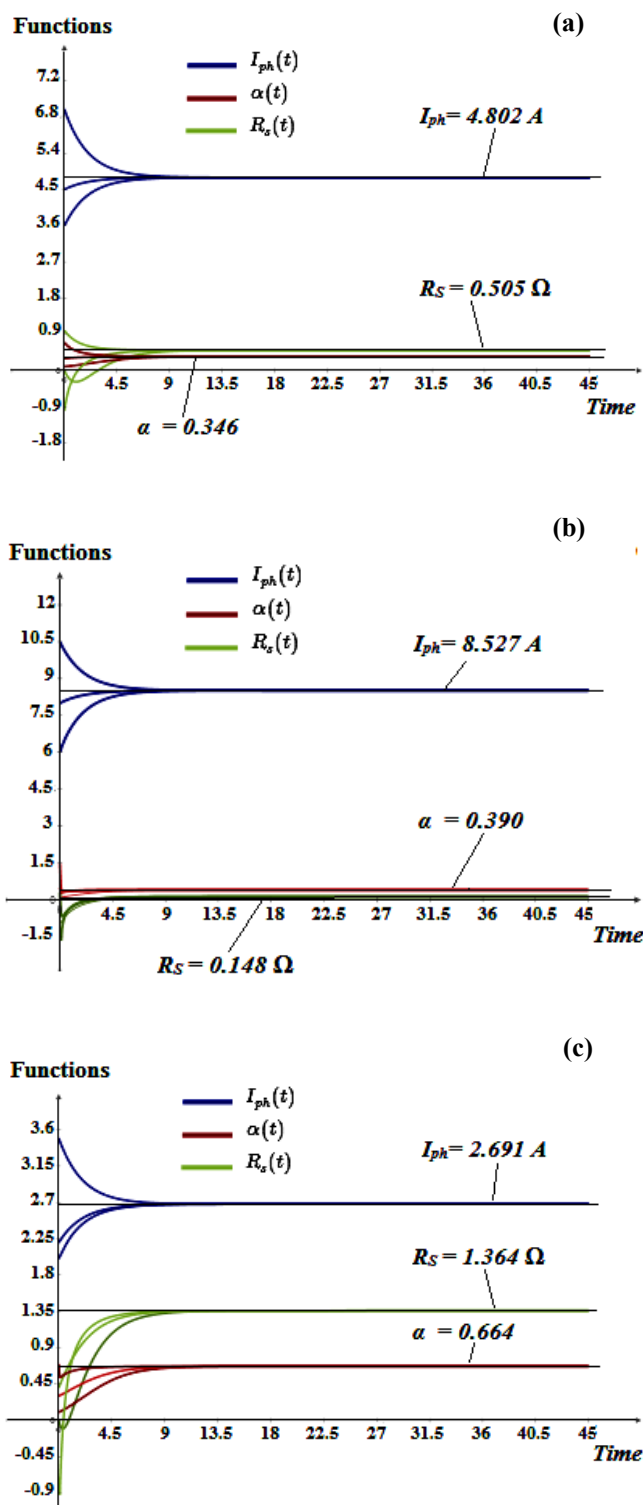 (a)
Functions
I_ph(t)
α(t)
R_s(t)
7.2
6.8
5.4
4.5
3.6
2.7
1.8
0.9
-0.9
-1.8
I_ph = 4.802 A
R_S = 0.505 Ω
α = 0.346
4.5 9 13.5 18 22.5 27 31.5 36 40.5 45
Time
(b)
Functions
I_ph(t)
α(t)
R_s(t)
12
10.5
9
7.5
6
4.5
3
1.5
-1.5
I_ph = 8.527 A
α = 0.390
R_S = 0.148 Ω
4.5 9 13.5 18 22.5 27 31.5 36 40.5 45
Time
(c)
Functions
I_ph(t)
α(t)
R_s(t)
3.6
3.15
2.7
2.25
1.8
1.35
0.9
0.45
-0.45
-0.9
I_ph = 2.691 A
R_S = 1.364 Ω
α = 0.664
4.5 9 13.5 18 22.5 27 31.5 36 40.5 45
Time